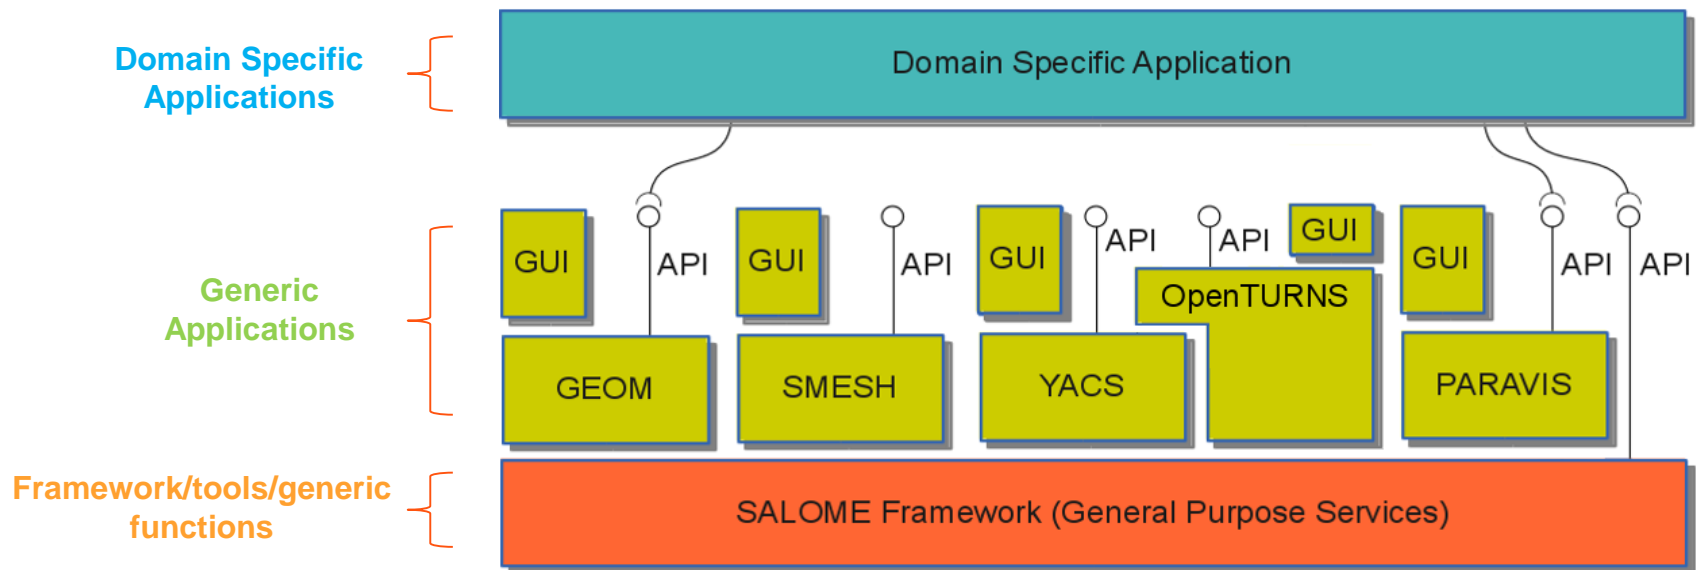 Domain Specific
Applications
Domain Specific Application
Generic
Applications
GUI
API
GUI
API
GUI
API
API
GUI
GUI
API
API
OpenTURNS
GEOM
SMESH
YACS
PARAVIS
Framework/tools/generic
functions
SALOME Framework (General Purpose Services)